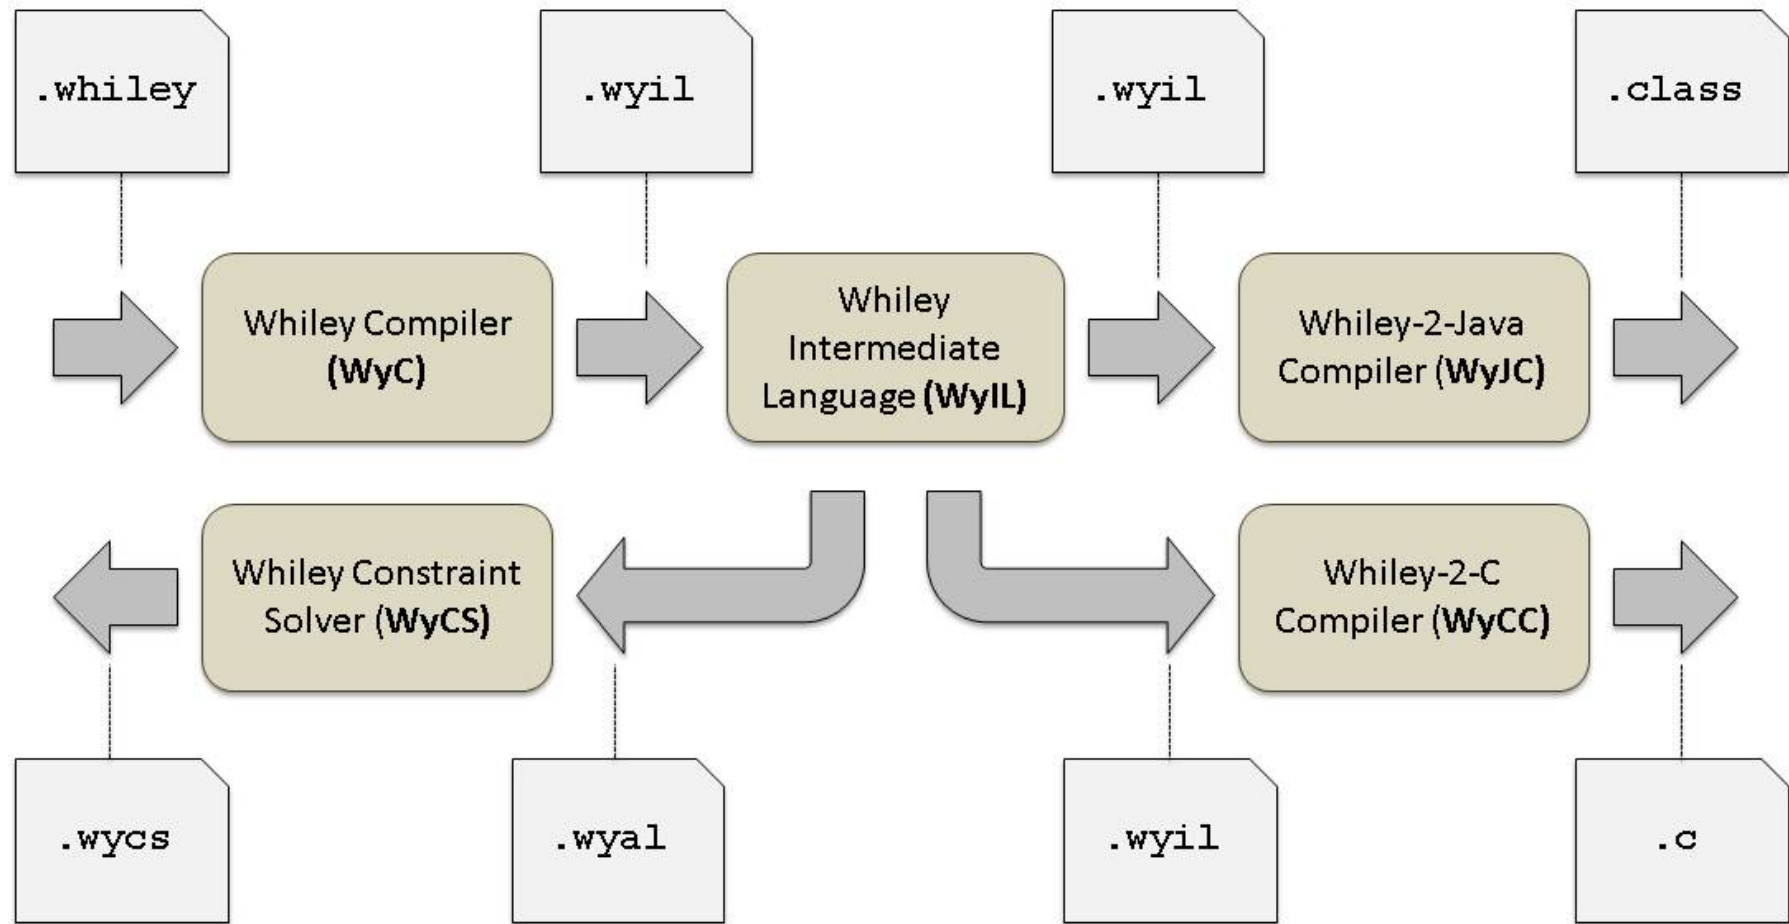 .whiley
.wyil
.wyil
.class
Whiley Compiler
(WyC)
Whiley
Intermediate
Language (WyIL)
Whiley-2-Java
Compiler (WyJC)
Whiley Constraint
Solver (WyCS)
Whiley-2-C
Compiler (WyCC)
.wycs
.wyal
.wyil
.c